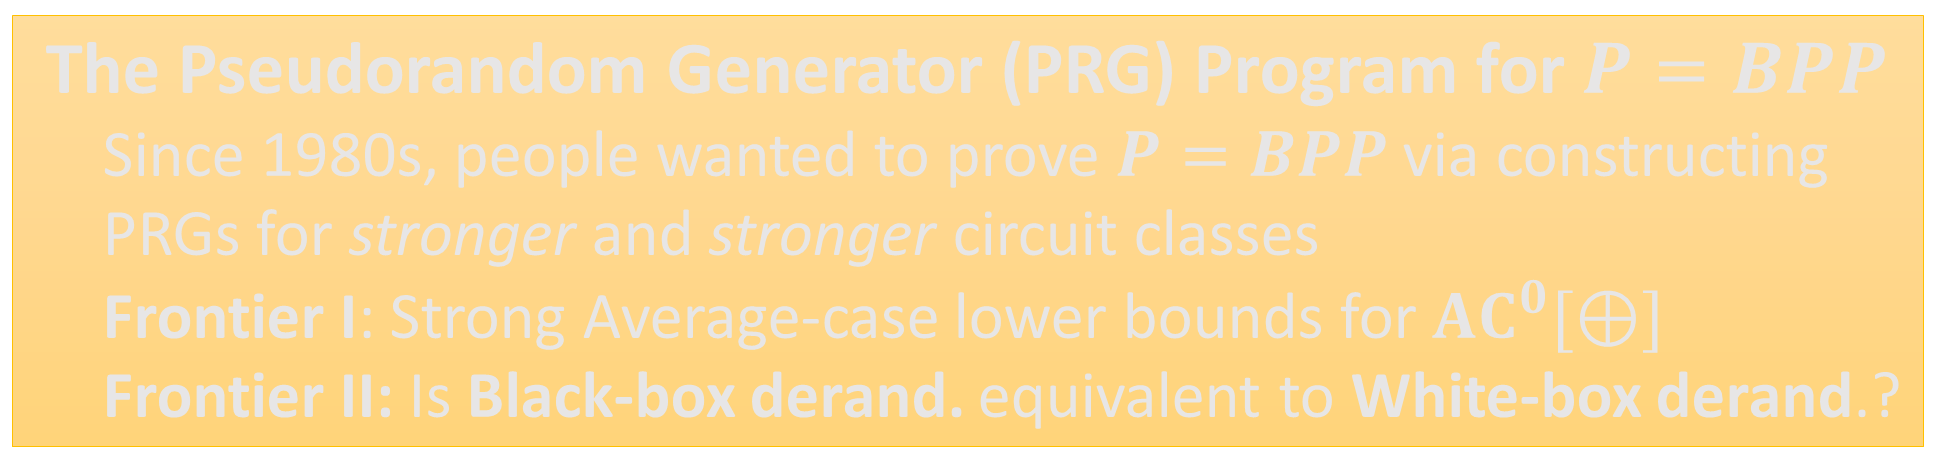 The Pseudorandom Generator (PRG) Program for P = BPP
Since 1980s, people wanted to prove P = BPP via constructing
PRGs for stronger and stronger circuit classes
Frontier I: Strong Average-case lower bounds for AC⁰[⊕]
Frontier II: Is Black-box derand. equivalent to White-box derand.?